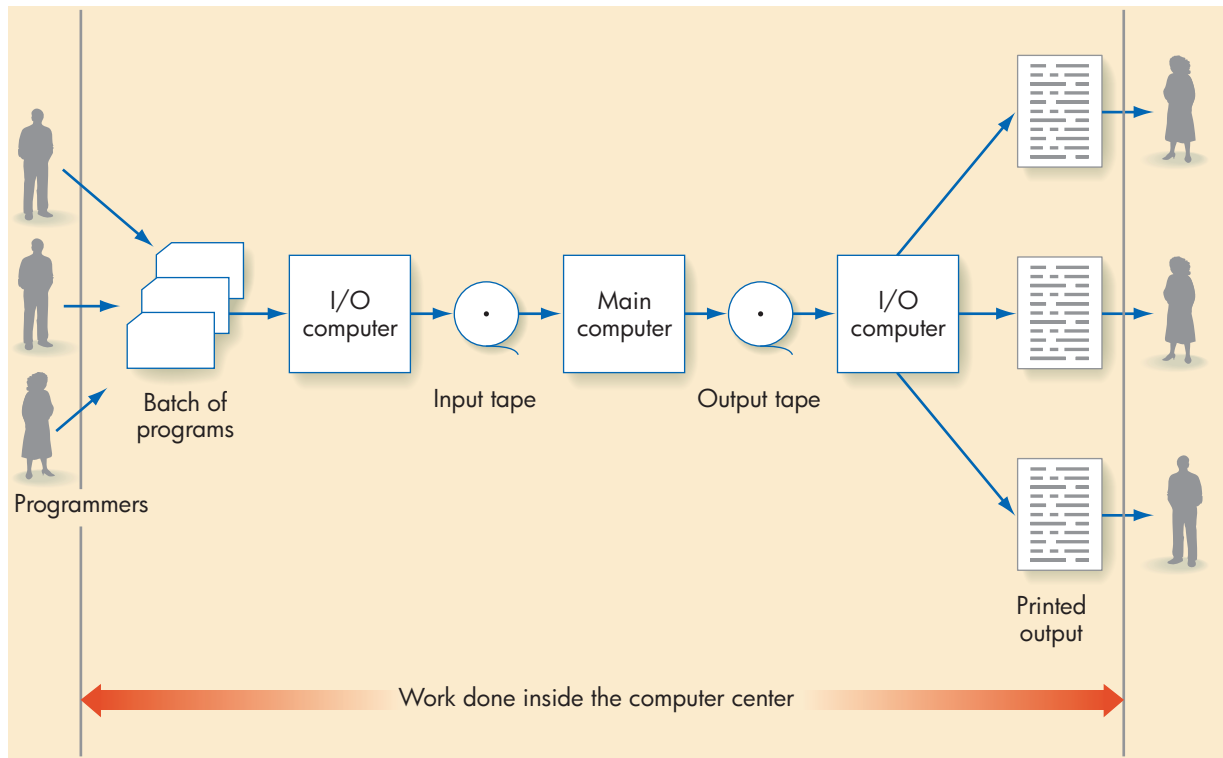 I/O
computer
Main
computer
I/O
computer
Batch of
programs
Input tape
Output tape
Programmers
Printed
output
Work done inside the computer center